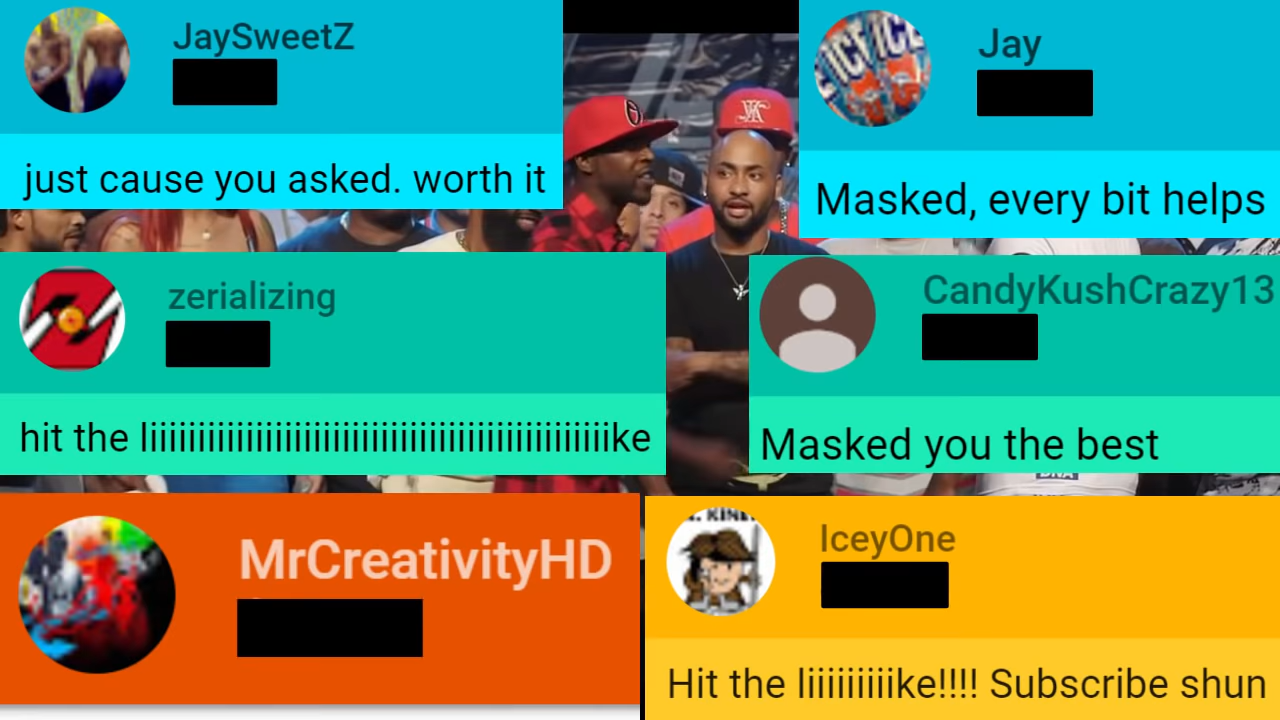 JaySweetZ
just cause you asked. worth it
Jay
Masked, every bit helps
zerializing
hit the liiiiiiiiiiiiiiiiiiiiiiiiiiiiiiiiiiiiiiiiiiiiiiiike
CandyKushCrazy13
Masked you the best
MrCreativityHD
IceyOne
Hit the liiiiiiiiiike!!!! Subscribe shun